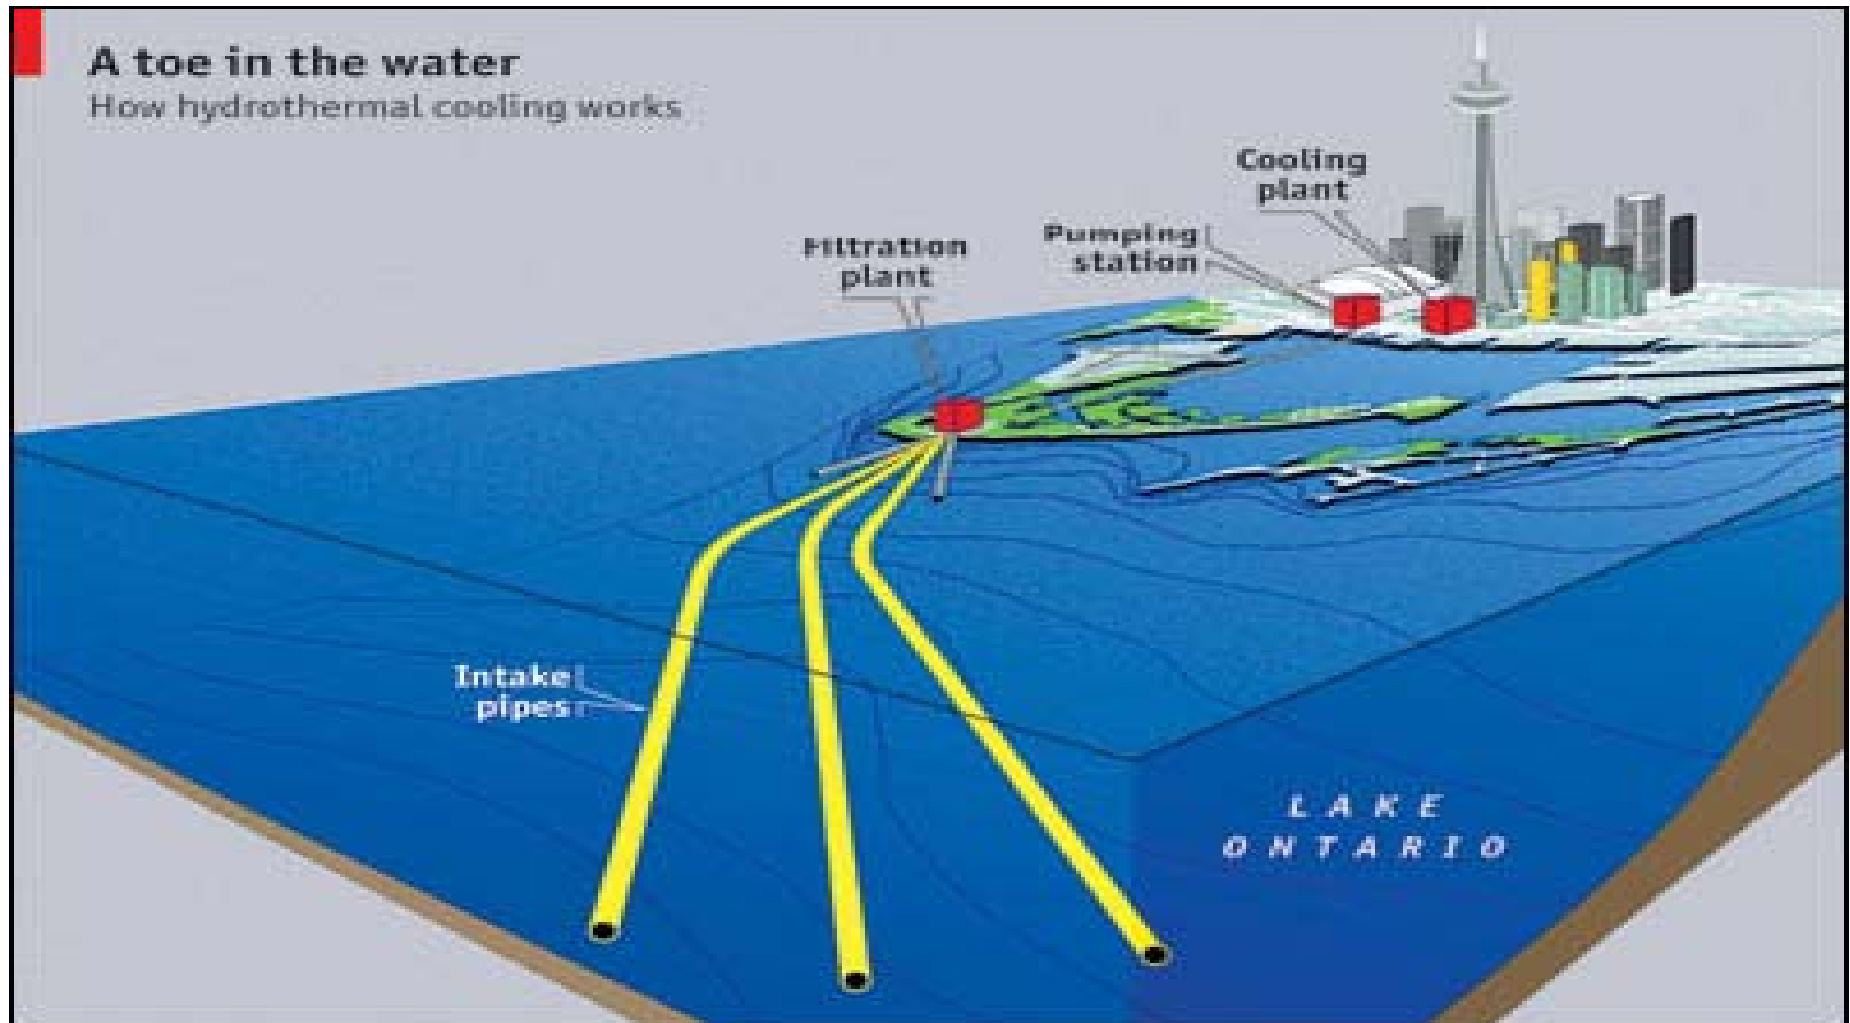 A toe in the water
How hydrothermal cooling works
Cooling
plant
Pumping
station
Filtration
plant
Intake
pipes
LAKE
ONTARIO